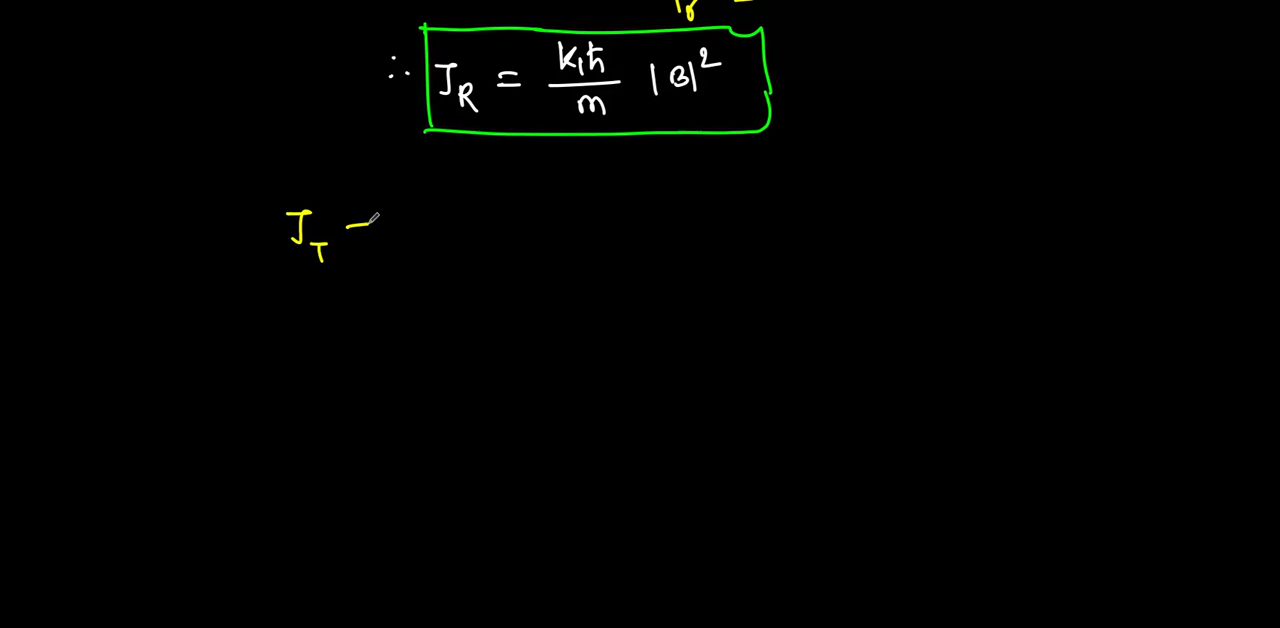 ∴ J_R = k₁ħ/m |B|²
J_T -